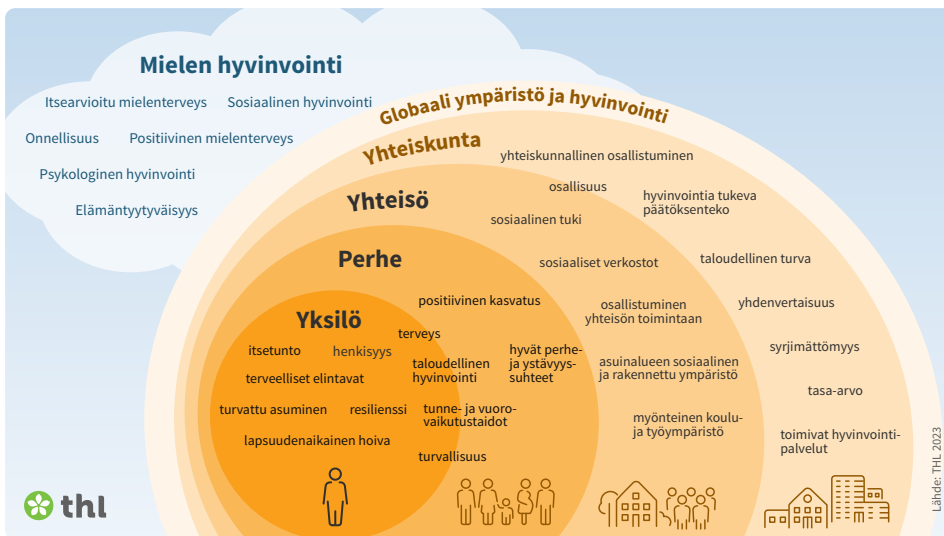 Mielen hyvinvointi
Itsearvioitu mielenterveys
Sosiaalinen hyvinvointi
Onnellisuus
Positiivinen mielenterveys
Psykologinen hyvinvointi
Elämäntyytyväisyys
Globaali ympäristö ja hyvinvointi
Yhteiskunta
yhteiskunnallinen osallistuminen
hyvinvointia tukeva
päätöksenteko
taloudellinen turva
yhdenvertaisuus
syrjimättömyys
tasa-arvo
toimivat hyvinvointi-
palvelut
Yhteisö
osallisuus
sosiaalinen tuki
sosiaaliset verkostot
osallistuminen
yhteisön toimintaan
asuinalueen sosiaalinen
ja rakennettu ympäristö
myönteinen koulu-
ja työympäristö
Perhe
positiivinen kasvatus
terveys
taloudellinen
hyvinvointi
hyvät perhe-
ja ystävyys-
suhteet
tunne- ja vuoro-
vaikutustaidot
turvallisuus
Yksilö
itsetunto
henkisyys
terveelliset elintavat
turvattu asuminen
resilienssi
lapsuudenaikainen hoiva
thl
Lähde: THL 2023